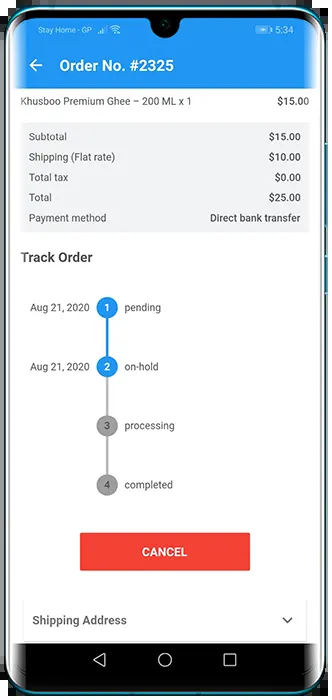 Stay Home - GP 5:34
Order No. #2325
Khusboo Premium Ghee – 200 ML x 1 $15.00
Subtotal $15.00
Shipping (Flat rate) $10.00
Total tax $0.00
Total $25.00
Payment method Direct bank transfer
Track Order
Aug 21, 2020 1 pending
Aug 21, 2020 2 on-hold
3 processing
4 completed
CANCEL
Shipping Address